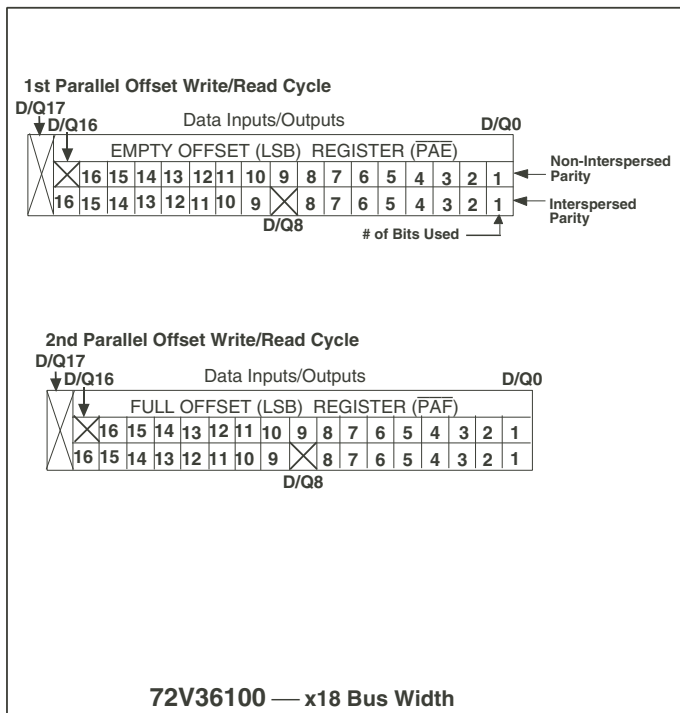 1st Parallel Offset Write/Read Cycle
D/Q17
D/Q16
Data Inputs/Outputs
D/Q0
EMPTY OFFSET (LSB) REGISTER (PAE)
16 15 14 13 12 11 10 9 8 7 6 5 4 3 2 1
Non-Interspersed
Parity
16 15 14 13 12 11 10 9 8 7 6 5 4 3 2 1
Interspersed
Parity
D/Q8
# of Bits Used
2nd Parallel Offset Write/Read Cycle
D/Q17
D/Q16
Data Inputs/Outputs
D/Q0
FULL OFFSET (LSB) REGISTER (PAF)
16 15 14 13 12 11 10 9 8 7 6 5 4 3 2 1
16 15 14 13 12 11 10 9 8 7 6 5 4 3 2 1
D/Q8
72V36100 — x18 Bus Width